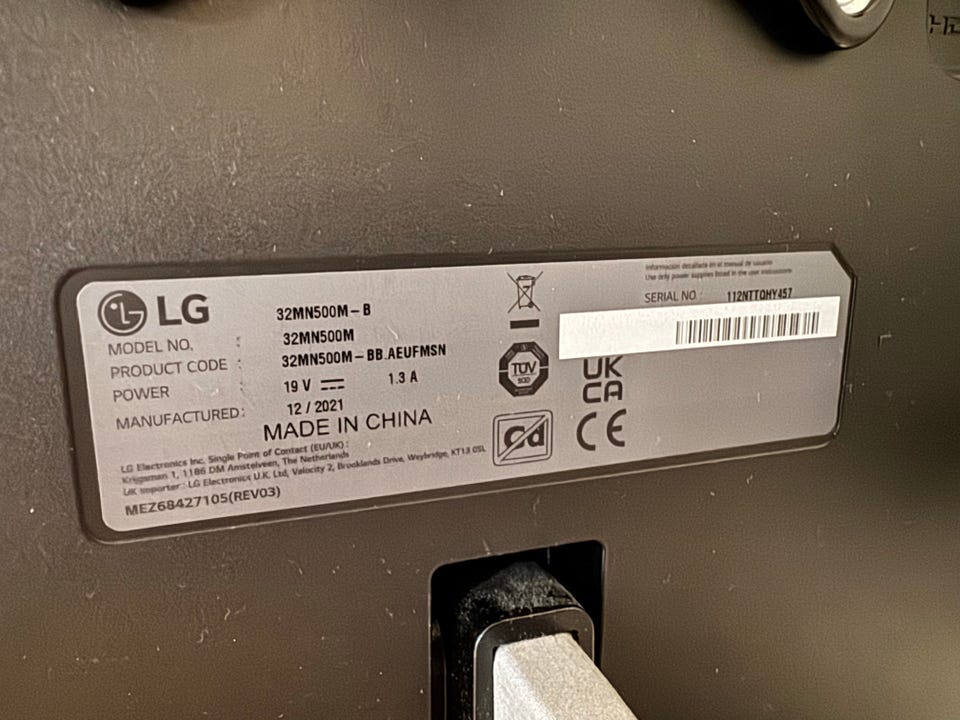 LG
32MN500M-B
MODEL NO. : 32MN500M
PRODUCT CODE : 32MN500M-BB.AEUFMSN
POWER : 19 V 1.3 A
MANUFACTURED: 12 / 2021
MADE IN CHINA
LG Electronics Inc. Single Point of Contact (EU/UK) :
Krijgsman 1, 1186 DM Amstelveen, The Netherlands
UK Importer : LG Electronics U.K. Ltd, Velocity 2, Brooklands Drive, Weybridge, KT13 0SL
MEZ68427105(REV03)
TÜV
SÜD
Cd
Información detallada en el manual de usuario
Use only power supplies listed in the user instructions
SERIAL NO. : 112NTTQHY457
UK
CA
CE